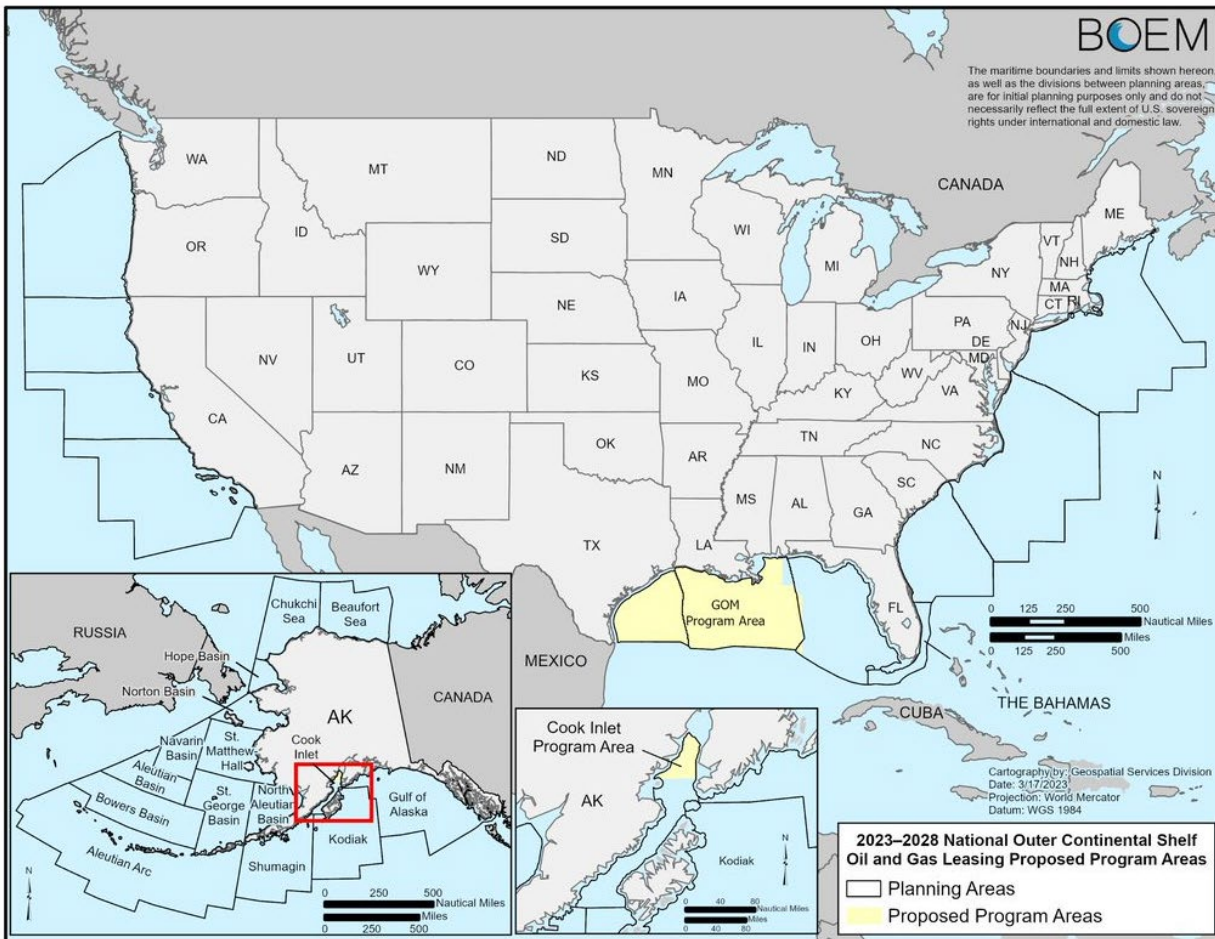 BOEM
The maritime boundaries and limits shown hereon,
as well as the divisions between planning areas,
are for initial planning purposes only and do not
necessarily reflect the full extent of U.S. sovereign
rights under international and domestic law.
CANADA
WA
MT
ND
MN
ME
OR
ID
SD
WI
MI
VT
NH
NY
MA
CT
RI
WY
IA
NE
PA
NJ
NV
UT
CO
IL
IN
OH
DE
MD
KS
MO
WV
VA
KY
CA
OK
TN
NC
AZ
NM
AR
SC
MS
AL
GA
TX
LA
FL
GOM
Program Area
N
0 125 250 500
Nautical Miles
Miles
0 125 250 500
MEXICO
CUBA
THE BAHAMAS
Cartography by: Geospatial Services Division
Date: 3/17/2023
Projection: World Mercator
Datum: WGS 1984
RUSSIA
Chukchi
Sea
Beaufort
Sea
Hope Basin
Norton Basin
CANADA
AK
Navarin
Basin
St.
Matthew-
Hall
Cook
Inlet
Aleutian
Basin
Bowers Basin
St.
George
Basin
North
Aleutian
Basin
Gulf of
Alaska
Kodiak
Aleutian Arc
Shumagin
N
0 250 500
Nautical Miles
Miles
0 250 500
Cook Inlet
Program Area
AK
Kodiak
N
0 40 80
Nautical Miles
Miles
0 40 80
2023–2028 National Outer Continental Shelf
Oil and Gas Leasing Proposed Program Areas
Planning Areas
Proposed Program Areas